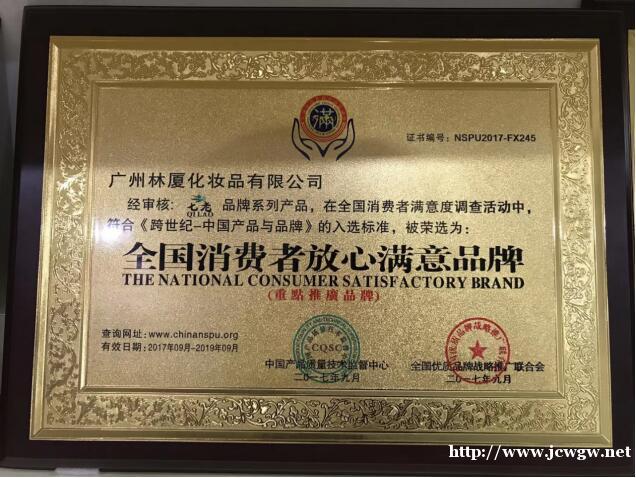 满
证书编号：NSPU2017-FX245
广州林厦化妆品有限公司
经审核：七老 QI LAO 品牌系列产品，在全国消费者满意度调查活动中，
符合《跨世纪-中国产品与品牌》的入选标准，被荣选为：
全国消费者放心满意品牌
THE NATIONAL CONSUMER SATISFACTORY BRAND
(重點推廣品牌)
查询网址：www.chinanspu.org
有效日期：2017年09月-2019年09月
CQSC
中国产品质量技术监督中心
二〇一七年九月
全国优质品牌战略推广联合会
二〇一七年九月
http://www.jcwgw.net